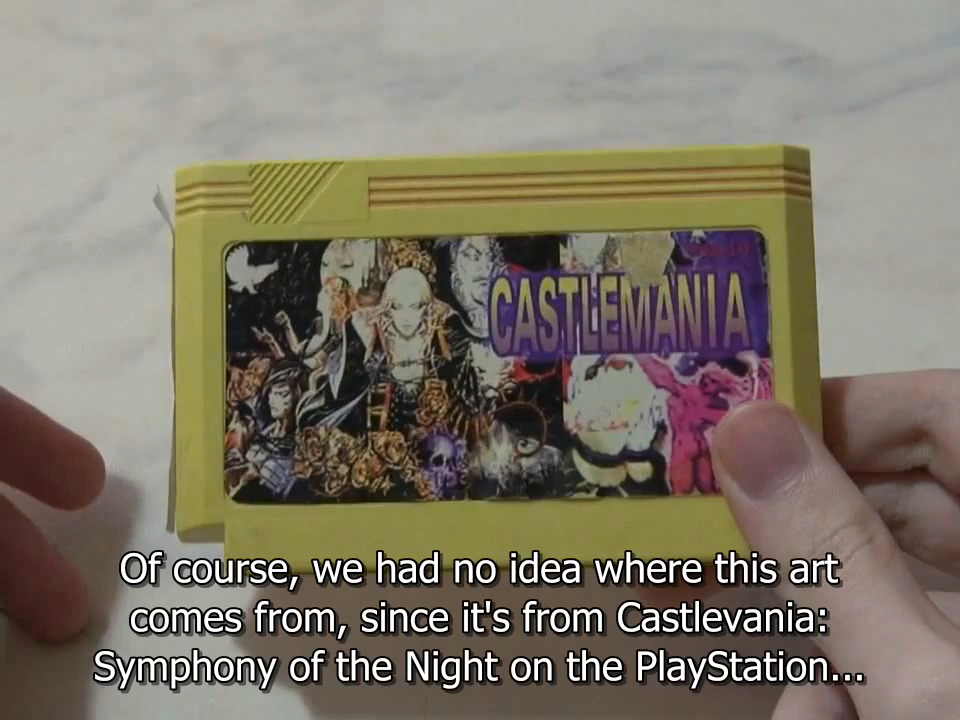 CASTLEMANIA
Of course, we had no idea where this art
comes from, since it's from Castlevania:
Symphony of the Night on the PlayStation...